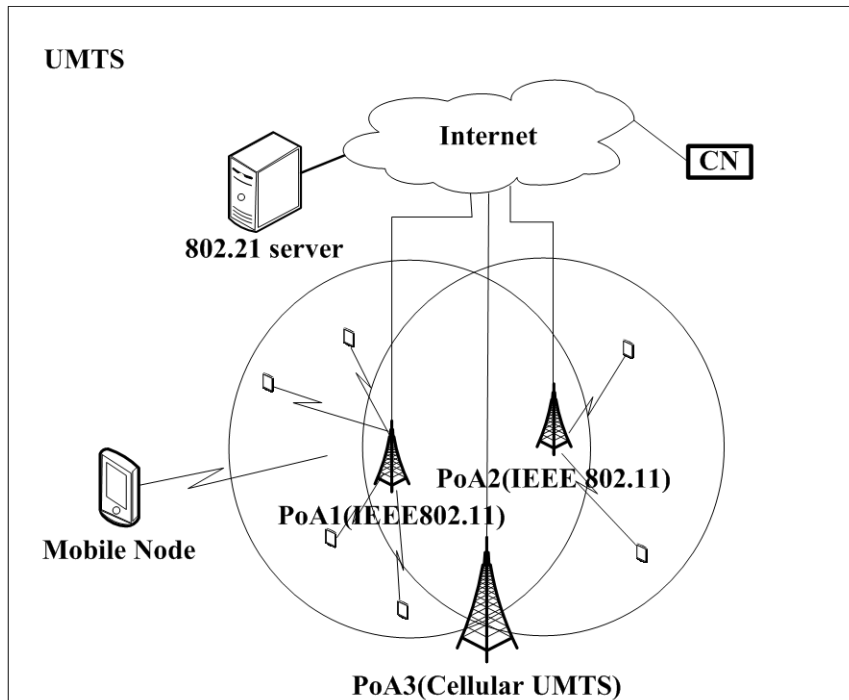 UMTS
Internet
CN
802.21 server
PoA2(IEEE 802.11)
PoA1(IEEE802.11)
Mobile Node
PoA3(Cellular UMTS)